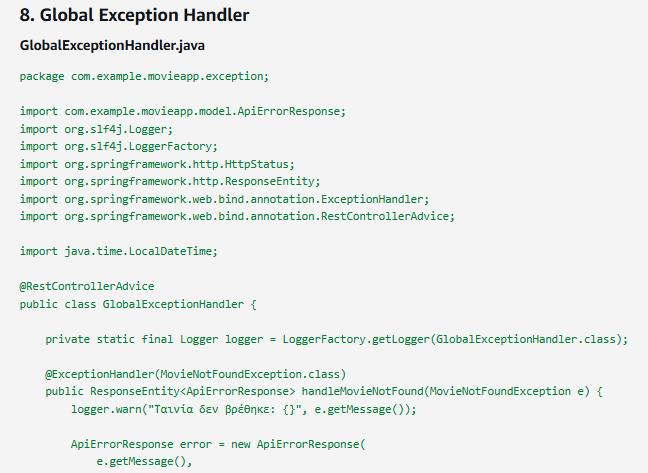 8. Global Exception Handler
GlobalExceptionHandler.java
package com.example.movieapp.exception;
import com.example.movieapp.model.ApiErrorResponse;
import org.slf4j.Logger;
import org.slf4j.LoggerFactory;
import org.springframework.http.HttpStatus;
import org.springframework.http.ResponseEntity;
import org.springframework.web.bind.annotation.ExceptionHandler;
import org.springframework.web.bind.annotation.RestControllerAdvice;
import java.time.LocalDateTime;
@RestControllerAdvice
public class GlobalExceptionHandler {
    private static final Logger logger = LoggerFactory.getLogger(GlobalExceptionHandler.class);
    @ExceptionHandler(MovieNotFoundException.class)
    public ResponseEntity<ApiErrorResponse> handleMovieNotFound(MovieNotFoundException e) {
        logger.warn("Ταινία δεν βρέθηκε: {}", e.getMessage());
        ApiErrorResponse error = new ApiErrorResponse(
            e.getMessage(),